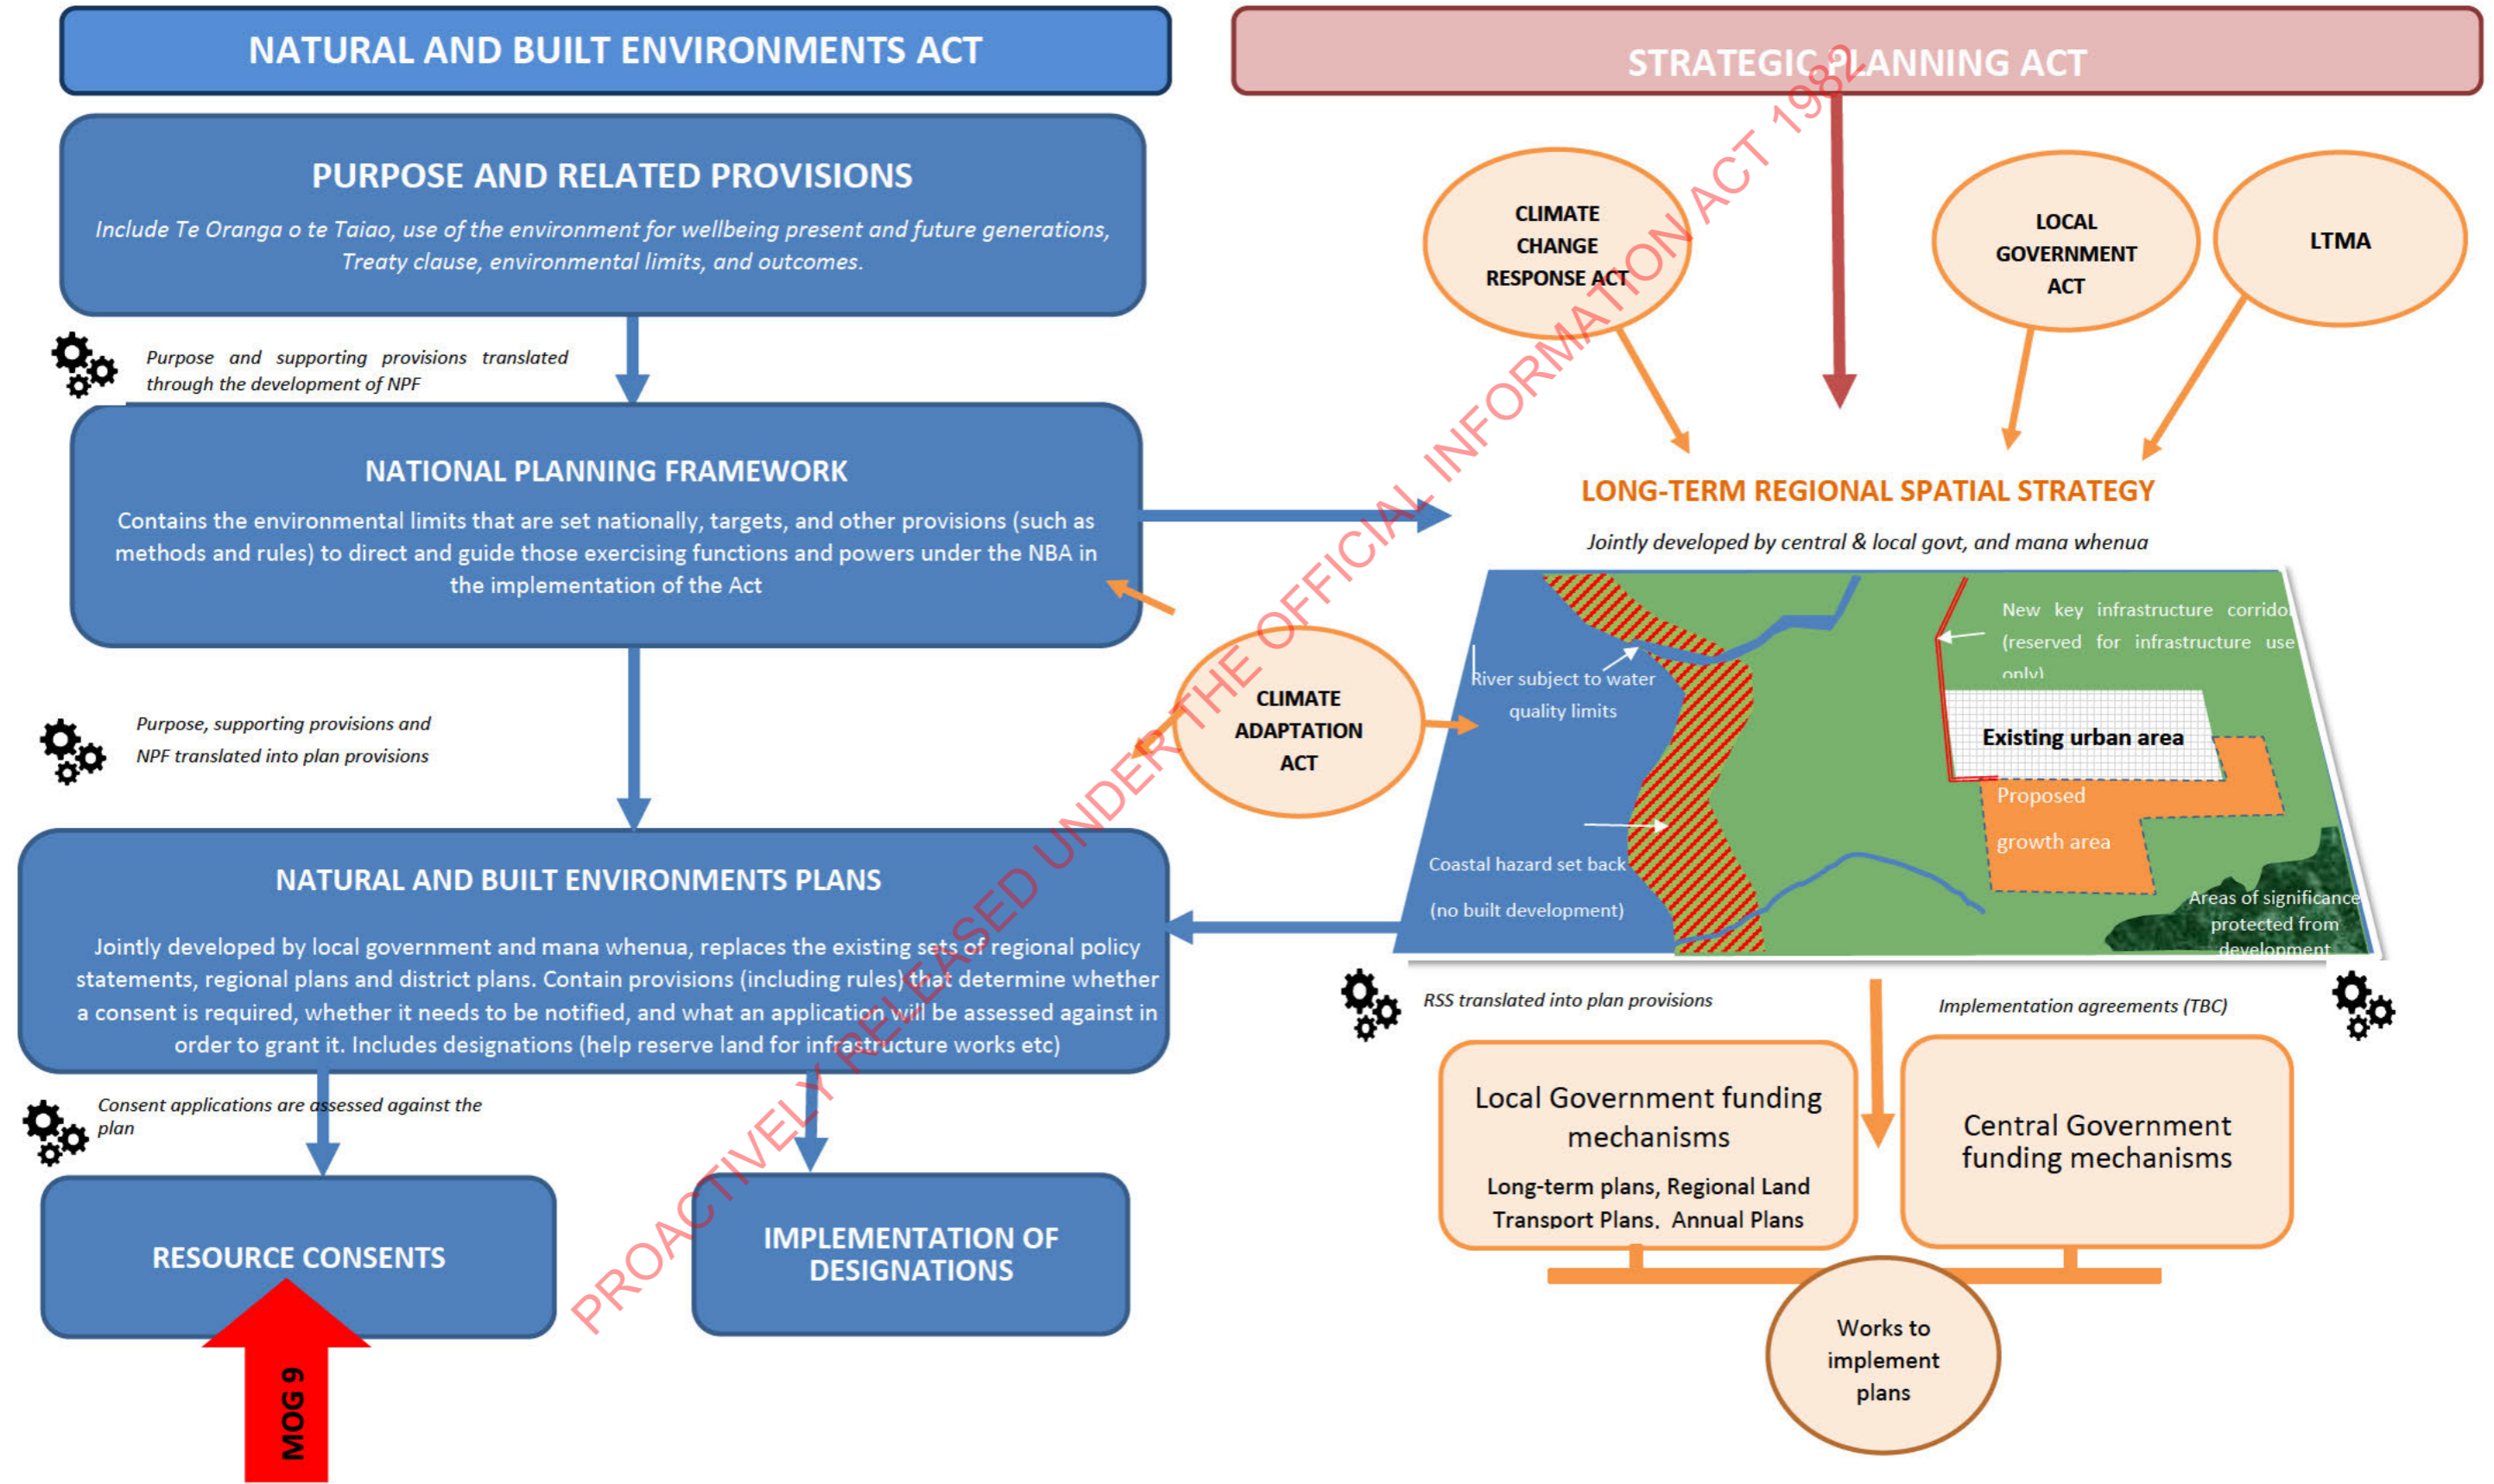 NATURAL AND BUILT ENVIRONMENTS ACT
STRATEGIC PLANNING ACT
PURPOSE AND RELATED PROVISIONS
Include Te Oranga o te Taiao, use of the environment for wellbeing present and future generations,
Treaty clause, environmental limits, and outcomes.
CLIMATE
CHANGE
RESPONSE ACT
LOCAL
GOVERNMENT
ACT
LTMA
Purpose and supporting provisions translated
through the development of NPF
NATIONAL PLANNING FRAMEWORK
Contains the environmental limits that are set nationally, targets, and other provisions (such as
methods and rules) to direct and guide those exercising functions and powers under the NBA in
the implementation of the Act
LONG-TERM REGIONAL SPATIAL STRATEGY
Jointly developed by central & local govt, and mana whenua
New key infrastructure corridor
(reserved for infrastructure use
only)
River subject to water
quality limits
Existing urban area
Proposed
growth area
Coastal hazard set back
(no built development)
Areas of significance
protected from
development
CLIMATE
ADAPTATION
ACT
Purpose, supporting provisions and
NPF translated into plan provisions
NATURAL AND BUILT ENVIRONMENTS PLANS
Jointly developed by local government and mana whenua, replaces the existing sets of regional policy
statements, regional plans and district plans. Contain provisions (including rules) that determine whether
a consent is required, whether it needs to be notified, and what an application will be assessed against in
order to grant it. Includes designations (help reserve land for infrastructure works etc)
RSS translated into plan provisions
Implementation agreements (TBC)
Consent applications are assessed against the
plan
Local Government funding
mechanisms
Long-term plans, Regional Land
Transport Plans, Annual Plans
Central Government
funding mechanisms
RESOURCE CONSENTS
IMPLEMENTATION OF
DESIGNATIONS
Works to
implement
plans
MOG 9
PROACTIVELY RELEASED UNDER THE OFFICIAL INFORMATION ACT 1982